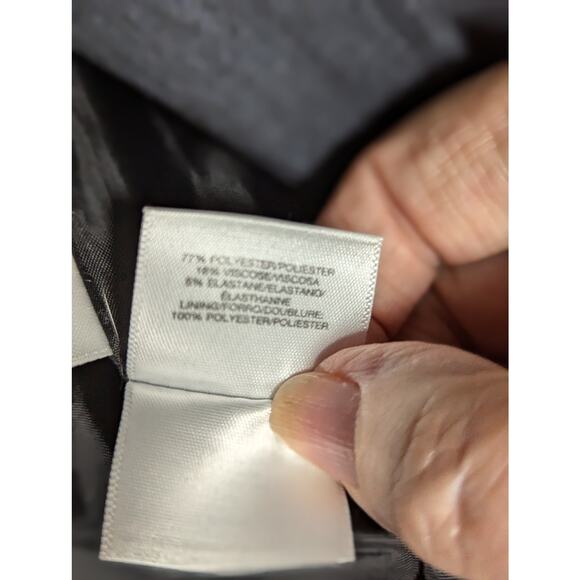 77% POLYESTER/POLIESTER
18% VISCOSE/VISCOSA
5% ELASTANE/ELASTANO/
ÉLASTHANNE
LINING/FORRO/DOUBLURE:
100% POLYESTER/POLIESTER